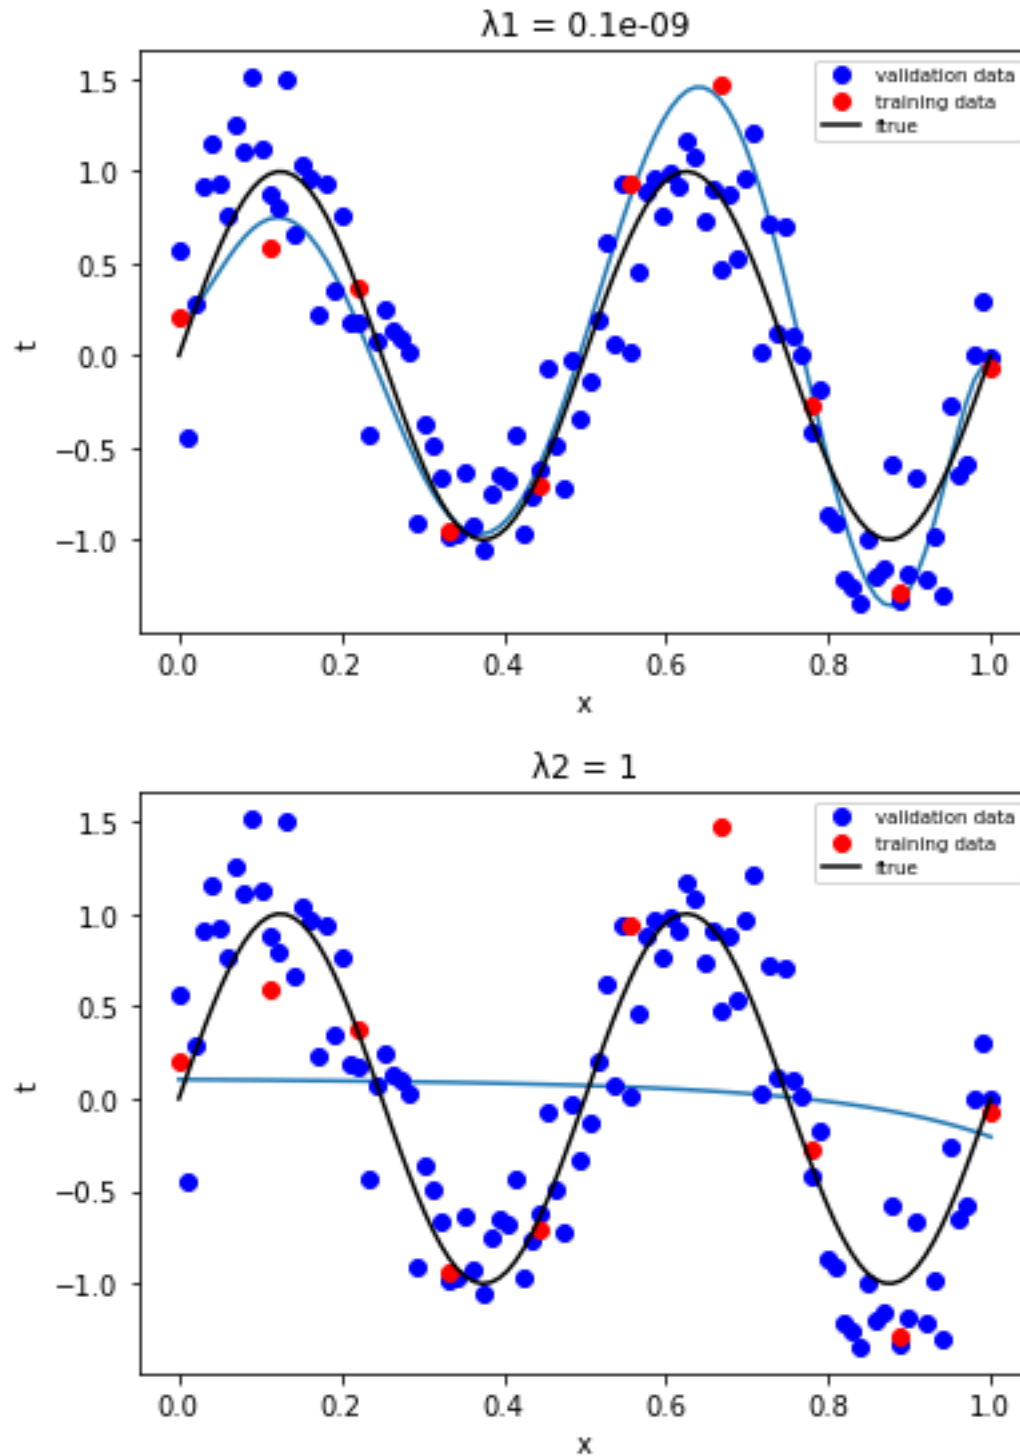 λ1 = 0.1e-09
t
1.5
1.0
0.5
0.0
−0.5
−1.0
validation data
training data
ftrue
0.0 0.2 0.4 0.6 0.8 1.0
x
λ2 = 1
t
1.5
1.0
0.5
0.0
−0.5
−1.0
validation data
training data
ftrue
0.0 0.2 0.4 0.6 0.8 1.0
x